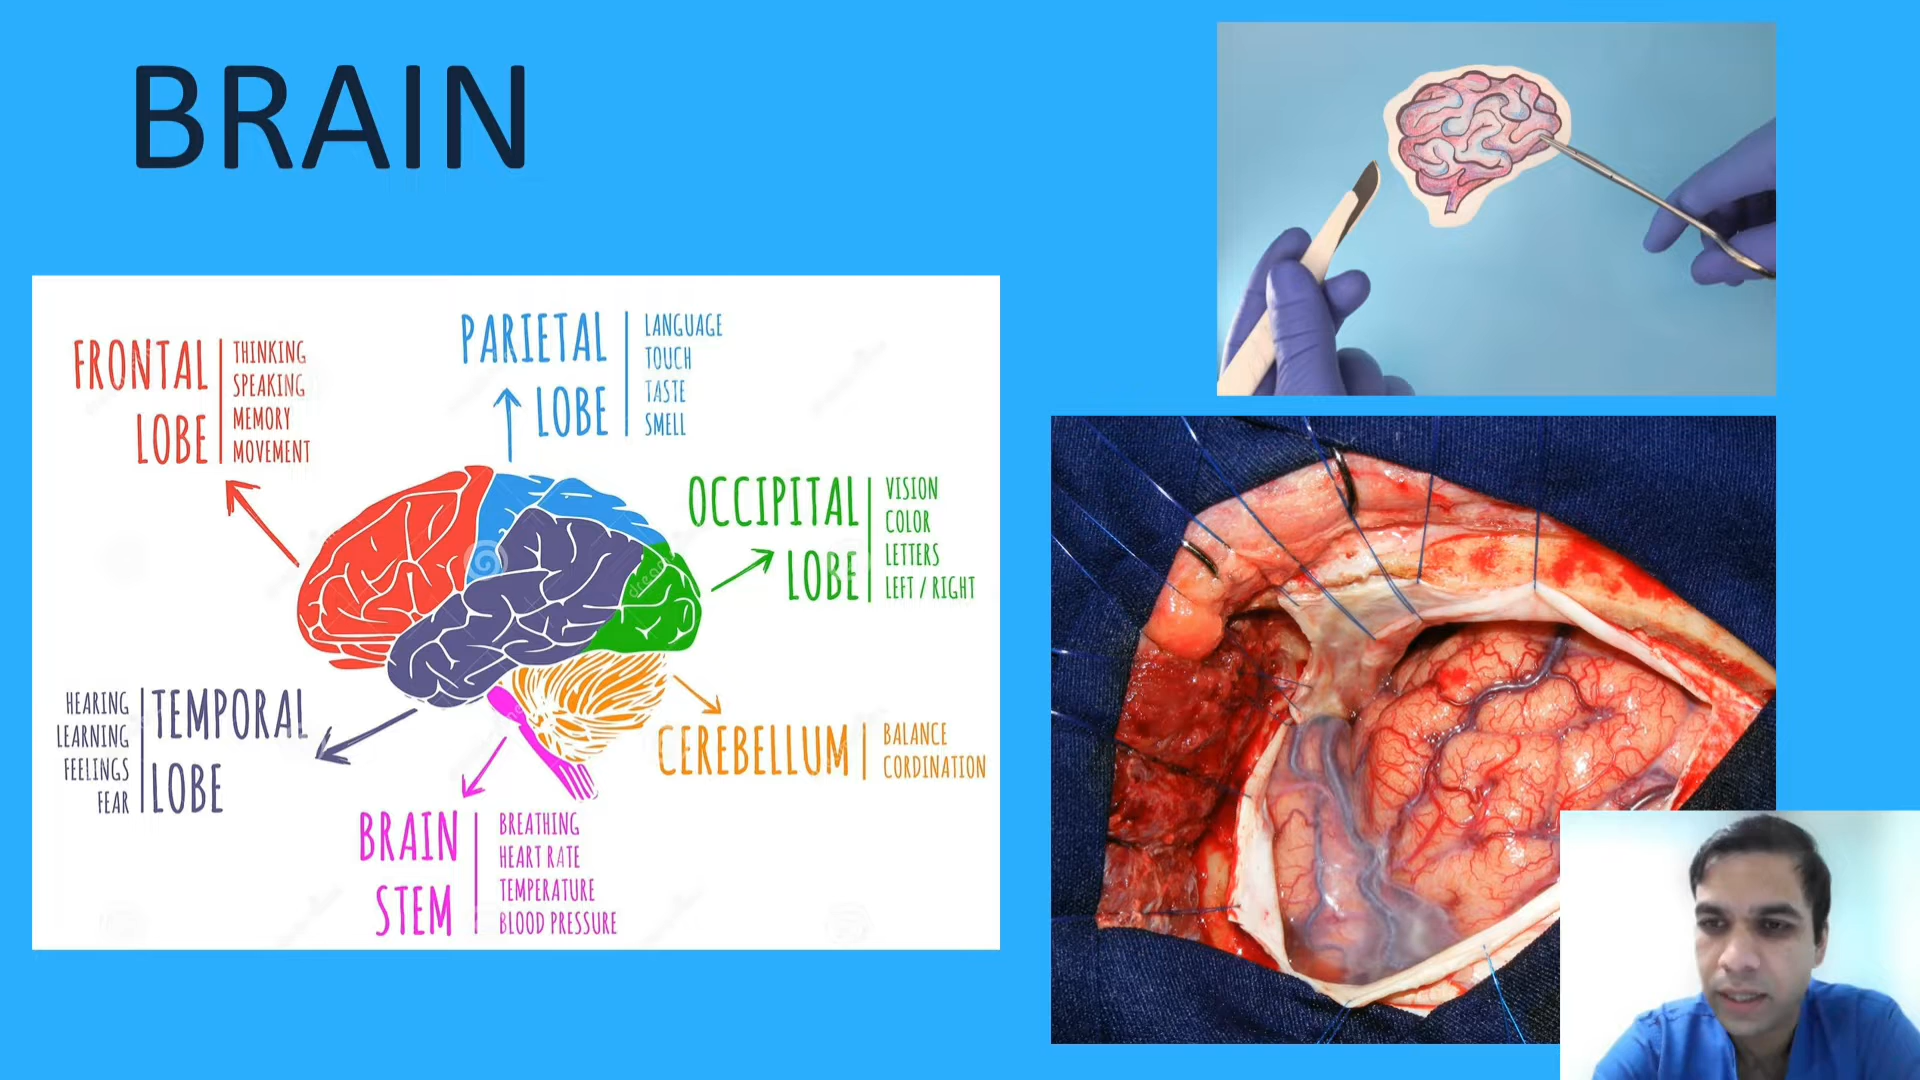 BRAIN
FRONTAL
LOBE
THINKING
SPEAKING
MEMORY
MOVEMENT
PARIETAL
LOBE
LANGUAGE
TOUCH
TASTE
SMELL
OCCIPITAL
LOBE
VISION
COLOR
LETTERS
LEFT / RIGHT
HEARING
LEARNING
FEELINGS
FEAR
TEMPORAL
LOBE
CEREBELLUM
BALANCE
CORDINATION
BRAIN
STEM
BREATHING
HEART RATE
TEMPERATURE
BLOOD PRESSURE